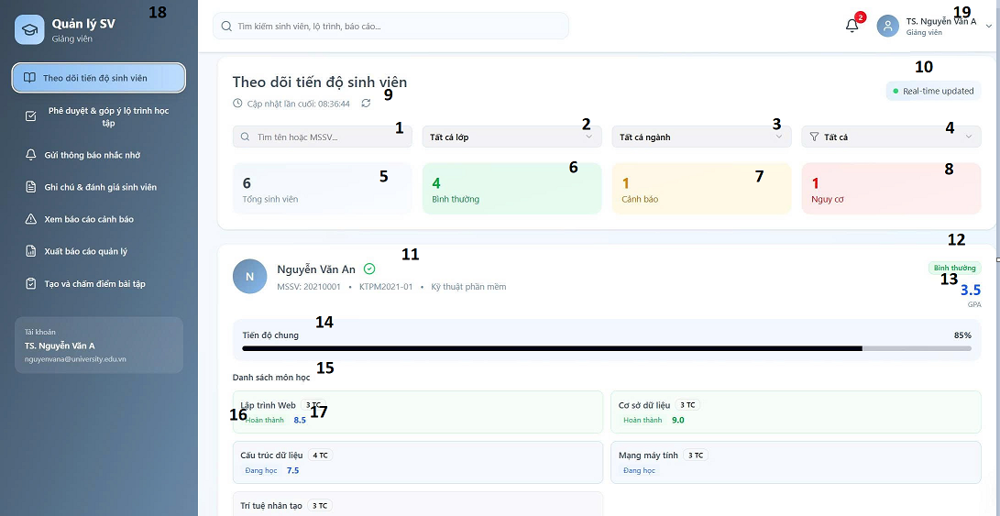 18
Quản lý SV
Giảng viên
Theo dõi tiến độ sinh viên
Phê duyệt & góp ý lộ trình học tập
Gửi thông báo nhắc nhở
Ghi chú & đánh giá sinh viên
Xem báo cáo cảnh báo
Xuất báo cáo quản lý
Tạo và chấm điểm bài tập
Tài khoản
TS. Nguyễn Văn A
nguyenvana@university.edu.vn
Tìm kiếm sinh viên, lộ trình, báo cáo...
2
19
TS. Nguyễn Văn A
Giảng viên
Theo dõi tiến độ sinh viên
9
Cập nhật lần cuối: 08:36:44
10
Real-time updated
1
Tìm tên hoặc MSSV...
2
Tất cả lớp
3
Tất cả ngành
4
Tất cả
5
6
Tổng sinh viên
6
4
Bình thường
7
1
Cảnh báo
8
1
Nguy cơ
11
12
N
Nguyễn Văn An
MSSV: 20210001 • KTPM2021-01 • Kỹ thuật phần mềm
Bình thường
13
3.5
GPA
14
Tiến độ chung
85%
15
Danh sách môn học
Lập trình Web 3 TC
16
17
Hoàn thành 8.5
Cơ sở dữ liệu 3 TC
Hoàn thành 9.0
Cấu trúc dữ liệu 4 TC
Đang học 7.5
Mạng máy tính 3 TC
Đang học
Trí tuệ nhân tạo 3 TC